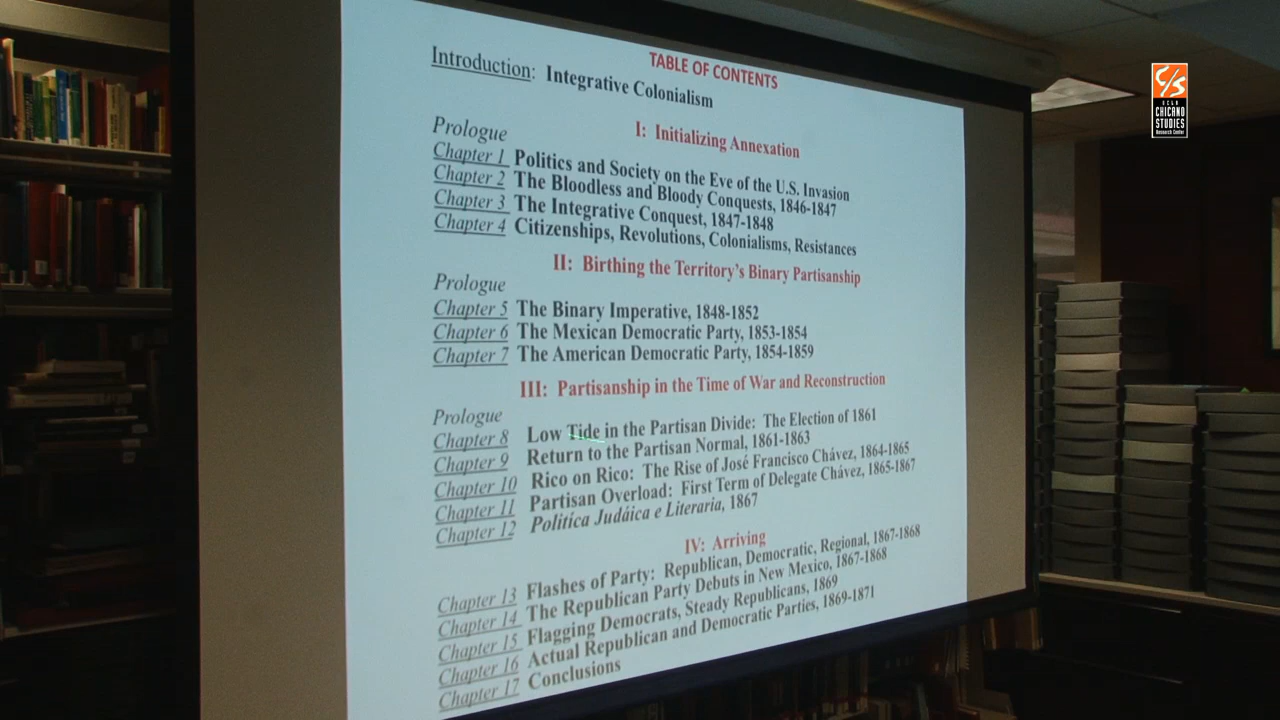 TABLE OF CONTENTS
Introduction: Integrative Colonialism
I: Initializing Annexation
Prologue
Chapter 1 Politics and Society on the Eve of the U.S. Invasion
Chapter 2 The Bloodless and Bloody Conquests, 1846-1847
Chapter 3 The Integrative Conquest, 1847-1848
Chapter 4 Citizenships, Revolutions, Colonialisms, Resistances
II: Birthing the Territory's Binary Partisanship
Prologue
Chapter 5 The Binary Imperative, 1848-1852
Chapter 6 The Mexican Democratic Party, 1853-1854
Chapter 7 The American Democratic Party, 1854-1859
III: Partisanship in the Time of War and Reconstruction
Prologue
Chapter 8 Low Tide in the Partisan Divide: The Election of 1861
Chapter 9 Return to the Partisan Normal, 1861-1863
Chapter 10 Rico on Rico: The Rise of José Francisco Chávez, 1864-1865
Chapter 11 Partisan Overload: First Term of Delegate Chávez, 1865-1867
Chapter 12 Politíca Judáica e Literaria, 1867
IV: Arriving
Chapter 13 Flashes of Party: Republican, Democratic, Regional, 1867-1868
Chapter 14 The Republican Party Debuts in New Mexico, 1867-1868
Chapter 15 Flagging Democrats, Steady Republicans, 1869
Chapter 16 Actual Republican and Democratic Parties, 1869-1871
Chapter 17 Conclusions
C/S
UCLA
CHICANO
STUDIES
Research Center